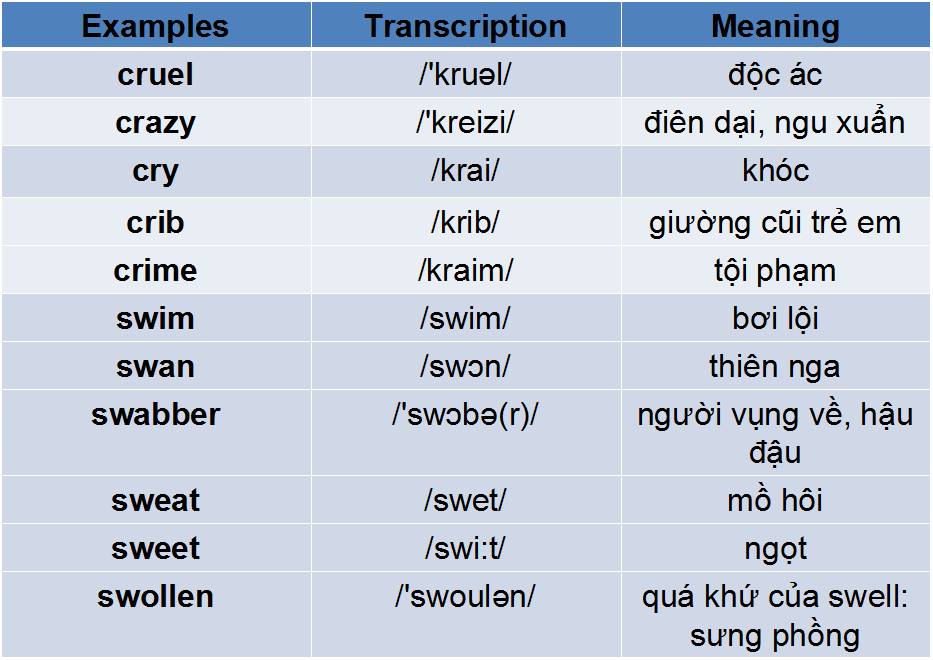 Examples Transcription Meaning
cruel /'kruəl/ độc ác
crazy /'kreizi/ điên dại, ngu xuẩn
cry /krai/ khóc
crib /krib/ giường cũi trẻ em
crime /kraim/ tội phạm
swim /swim/ bơi lội
swan /swɔn/ thiên nga
swabber /'swɔbə(r)/ người vụng về, hậu
đậu
sweat /swet/ mồ hôi
sweet /swi:t/ ngọt
swollen /'swoulən/ quá khứ của swell:
sưng phồng